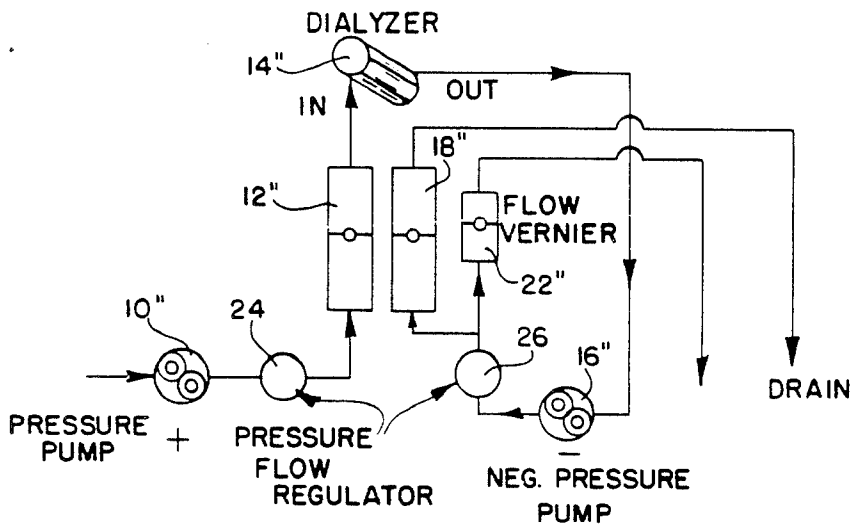 DIALYZER
14"
IN
OUT
18"
12"
FLOW
VERNIER
22"
10"
24
26
16"
DRAIN
PRESSURE
PUMP
+
PRESSURE
FLOW
REGULATOR
−
NEG. PRESSURE
PUMP